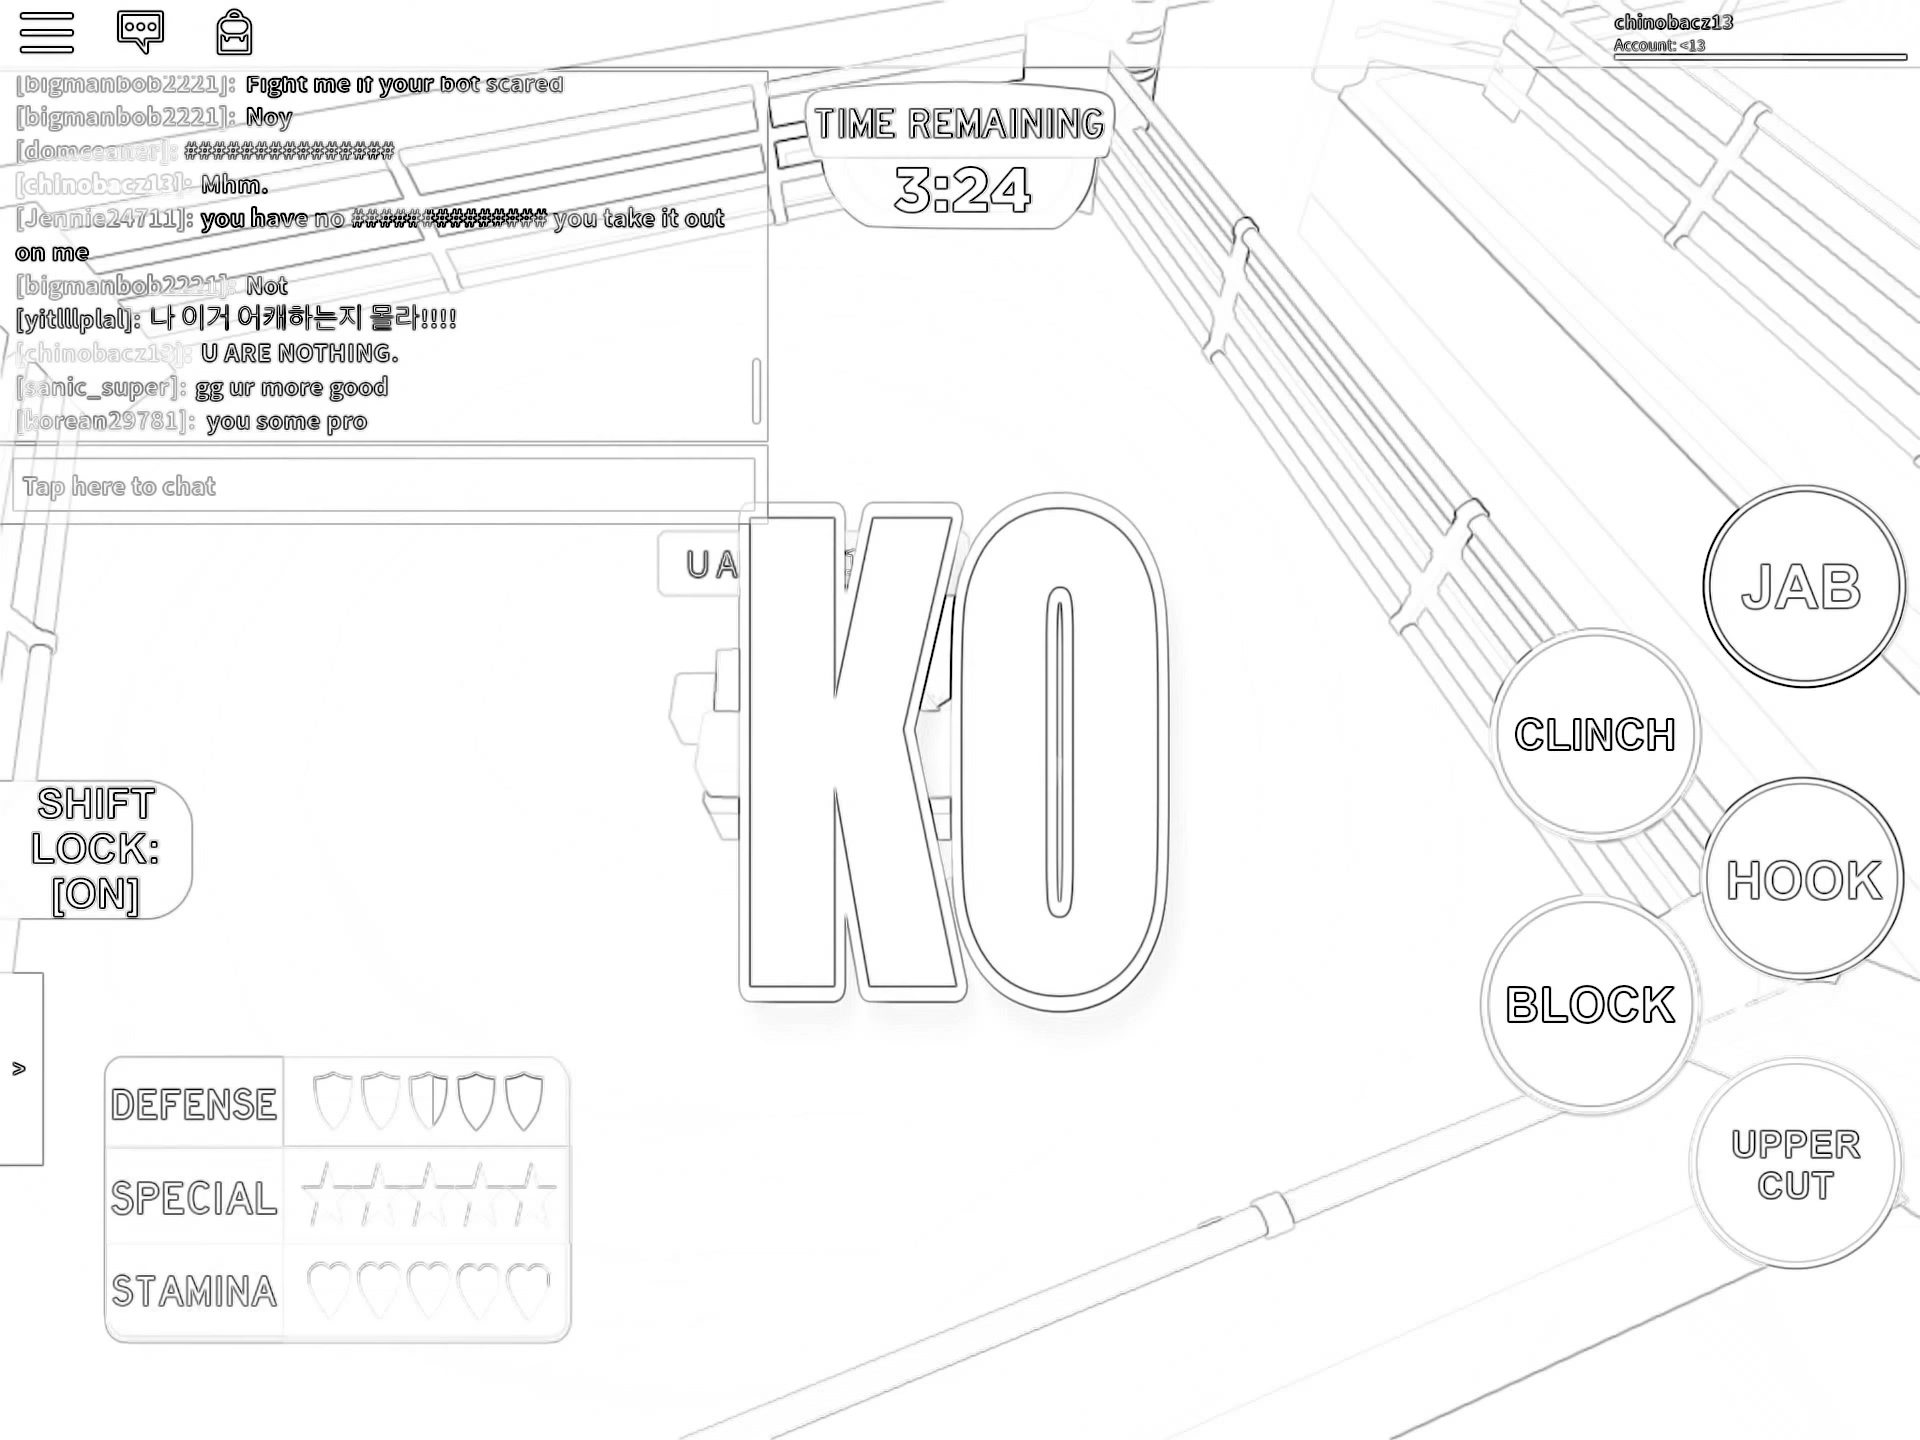 chinobacz13
Account: <13
[bigmanbob2221]: Fight me if your bot scared
[bigmanbob2221]: Noy
[domceaner]: ###############
[chinobacz13]: Mhm.
[Jennie24711]: you have no ##### ######## you take it out
on me
[bigmanbob2221]: Not
[yitlllplal]: 나 이거 어캐하는지 몰라!!!!
[chinobacz13]: U ARE NOTHING.
[sanic_super]: gg ur more good
[korean29781]: you some pro
Tap here to chat
TIME REMAINING
3:24
U A
KO
JAB
CLINCH
HOOK
BLOCK
UPPER
CUT
SHIFT
LOCK:
[ON]
>
DEFENSE
SPECIAL
STAMINA